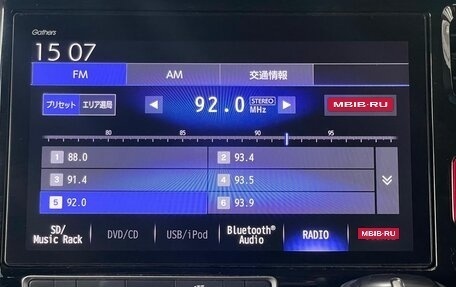 Gathers
15 07
FM AM 交通情報
プリセット エリア選局 92.0 STEREO MHz MBIB-RU
80 85 90 95
1 88.0 2 93.4
3 91.4 4 93.5
5 92.0 6 93.9
SD/ Music Rack DVD/CD USB/iPod Bluetooth® Audio RADIO MBIB-RU